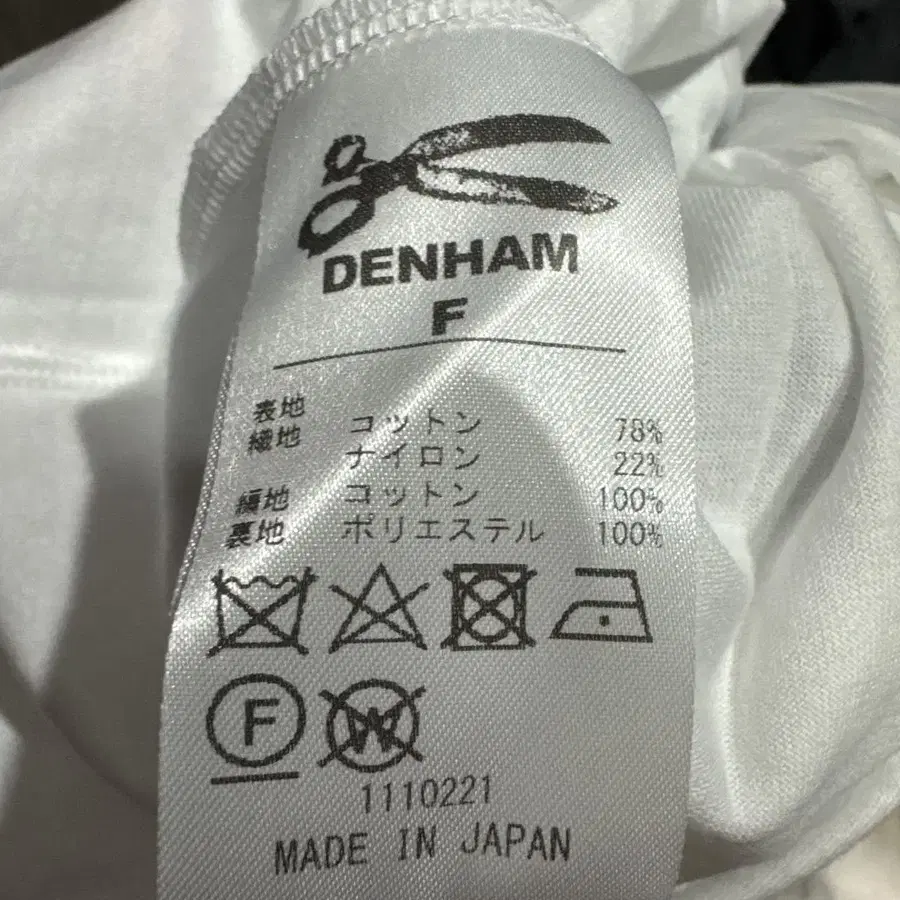 DENHAM
F
表地
織地 コットン 78%
ナイロン 22%
編地 コットン 100%
裏地 ポリエステル 100%
F W
1110221
MADE IN JAPAN